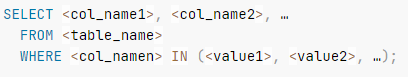 SELECT <col_name1>, <col_name2>, …
FROM <table_name>
WHERE <col_namen> IN (<value1>, <value2>, …);